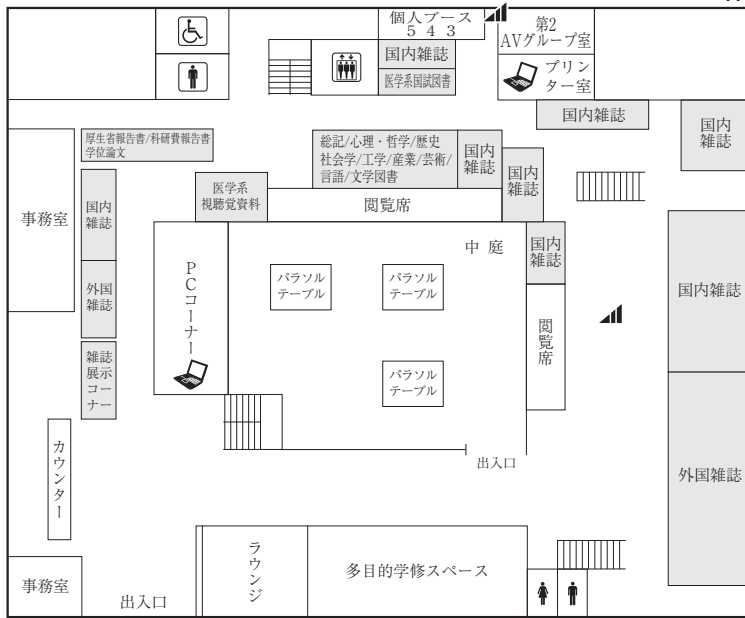 個人ブース
5 4 3
第2
AVグループ室
国内雑誌
医学系国試図書
プリン
ター室
国内雑誌
国内
雑誌
厚生省報告書/科研費報告書
学位論文
総記/心理・哲学/歴史
社会学/工学/産業/芸術/
言語/文学図書
国内
雑誌
国内
雑誌
医学系
視聴覚資料
閲覧席
事務室
国内
雑誌
中庭
国内
雑誌
PCコーナー
パラソル
テーブル
パラソル
テーブル
国内雑誌
外国
雑誌
閲覧席
雑誌
展示
コー
ナー
パラソル
テーブル
カウンター
出入口
外国雑誌
事務室
出入口
ラウンジ
多目的学修スペース